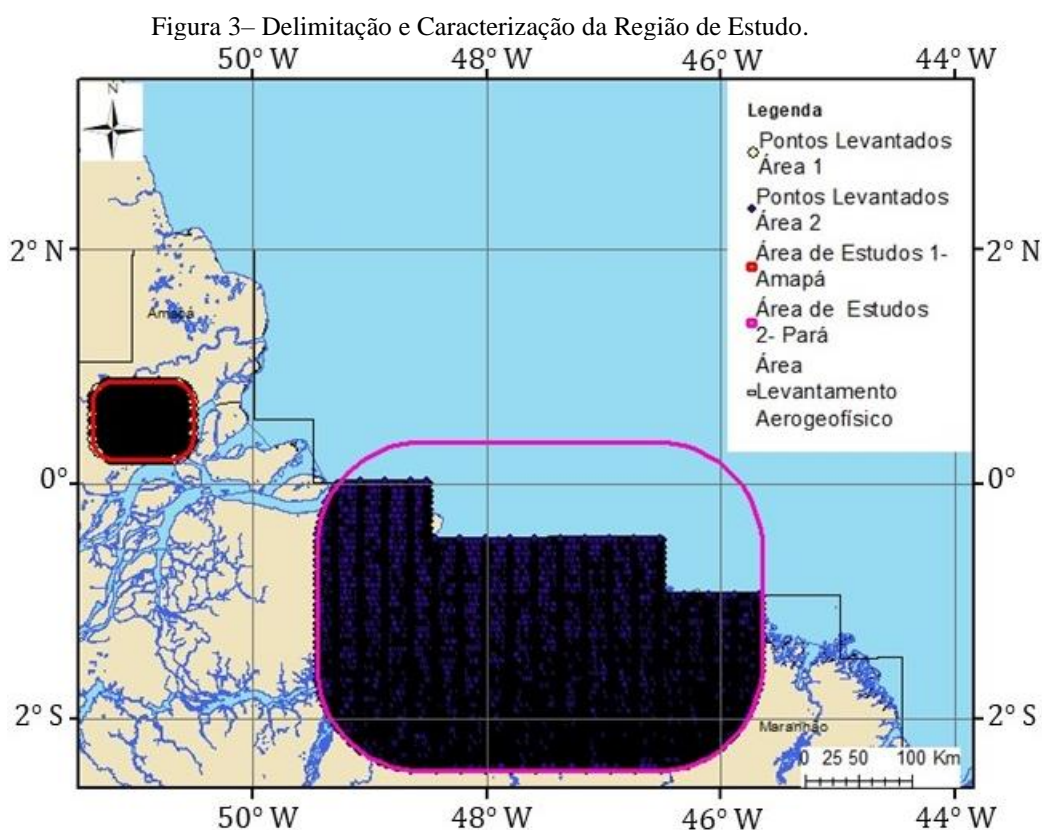 Figura 3– Delimitação e Caracterização da Região de Estudo.
50° W
48° W
46° W
44° W
N
Legenda
Pontos Levantados
Área 1
Pontos Levantados
Área 2
Área de Estudos 1-
Amapá
Área de Estudos
2- Pará
Área
Levantamento
Aerogeofísico
2° N
2° N
Amapá
0°
0°
2° S
2° S
Maranhão
0 25 50 100 Km
50° W
48° W
46° W
44° W